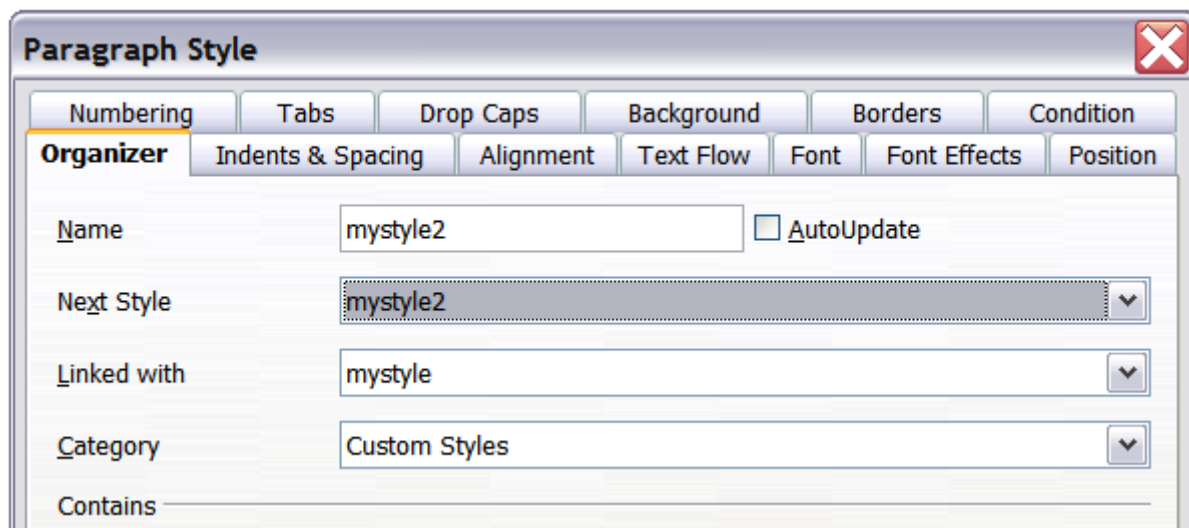 Paragraph Style
Numbering Tabs Drop Caps Background Borders Condition
Organizer Indents & Spacing Alignment Text Flow Font Font Effects Position
Name mystyle2 AutoUpdate
Next Style mystyle2
Linked with mystyle
Category Custom Styles
Contains